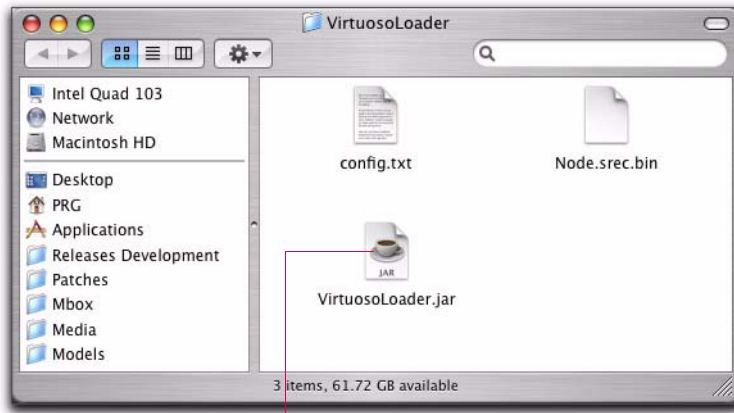 VirtuosoLoader
Intel Quad 103
Network
Macintosh HD
Desktop
PRG
Applications
Releases Development
Patches
Mbox
Media
Models
config.txt
Node.srec.bin
JAR
VirtuosoLoader.jar
3 items, 61.72 GB available